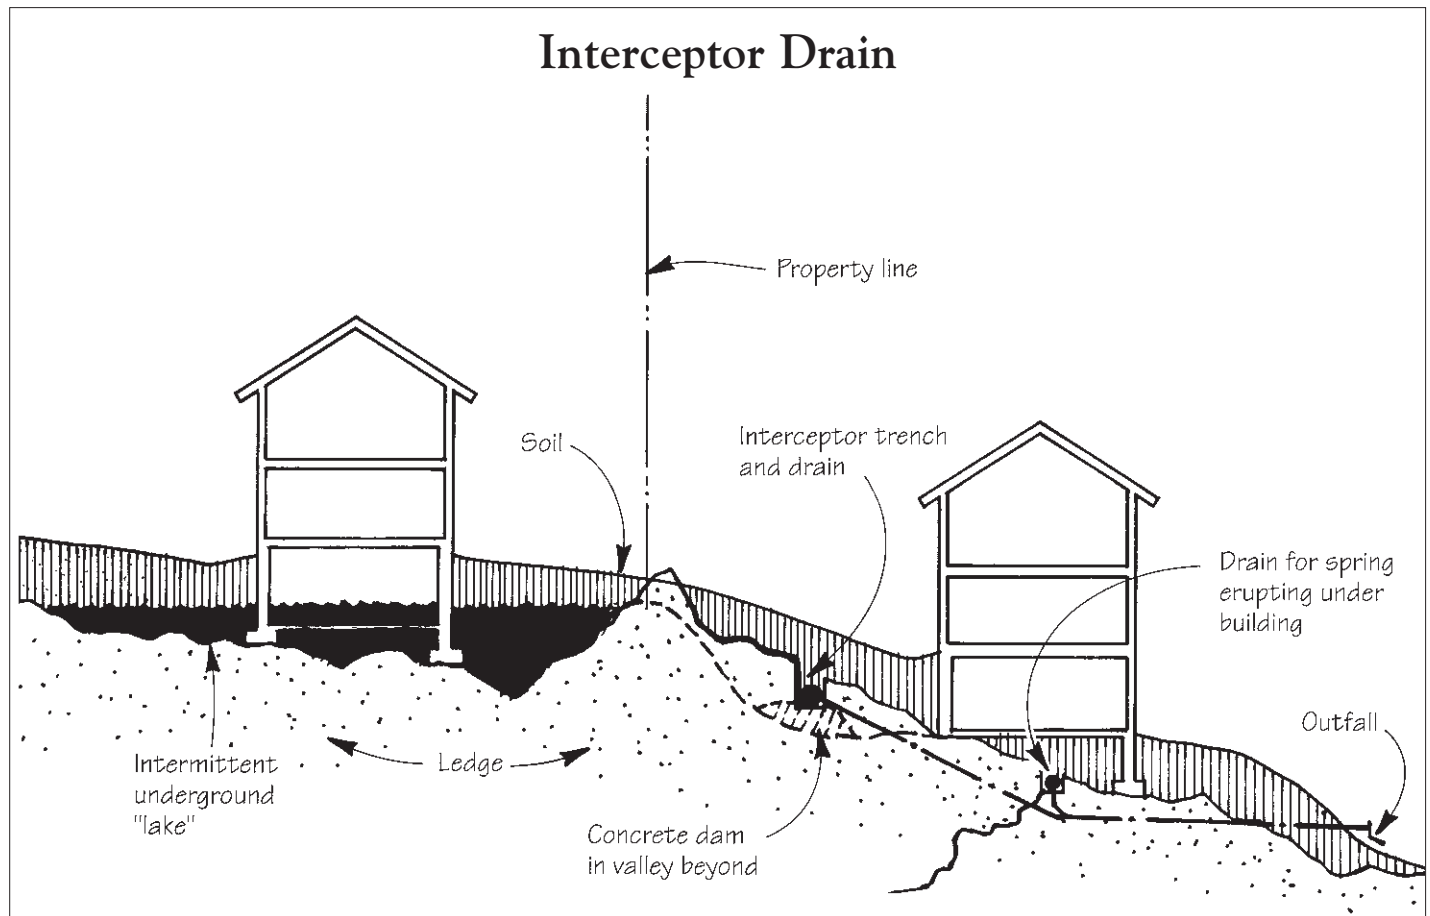 Interceptor Drain
Property line
Soil
Interceptor trench
and drain
Drain for spring
erupting under
building
Outfall
Intermittent
underground
"lake"
Ledge
Concrete dam
in valley beyond